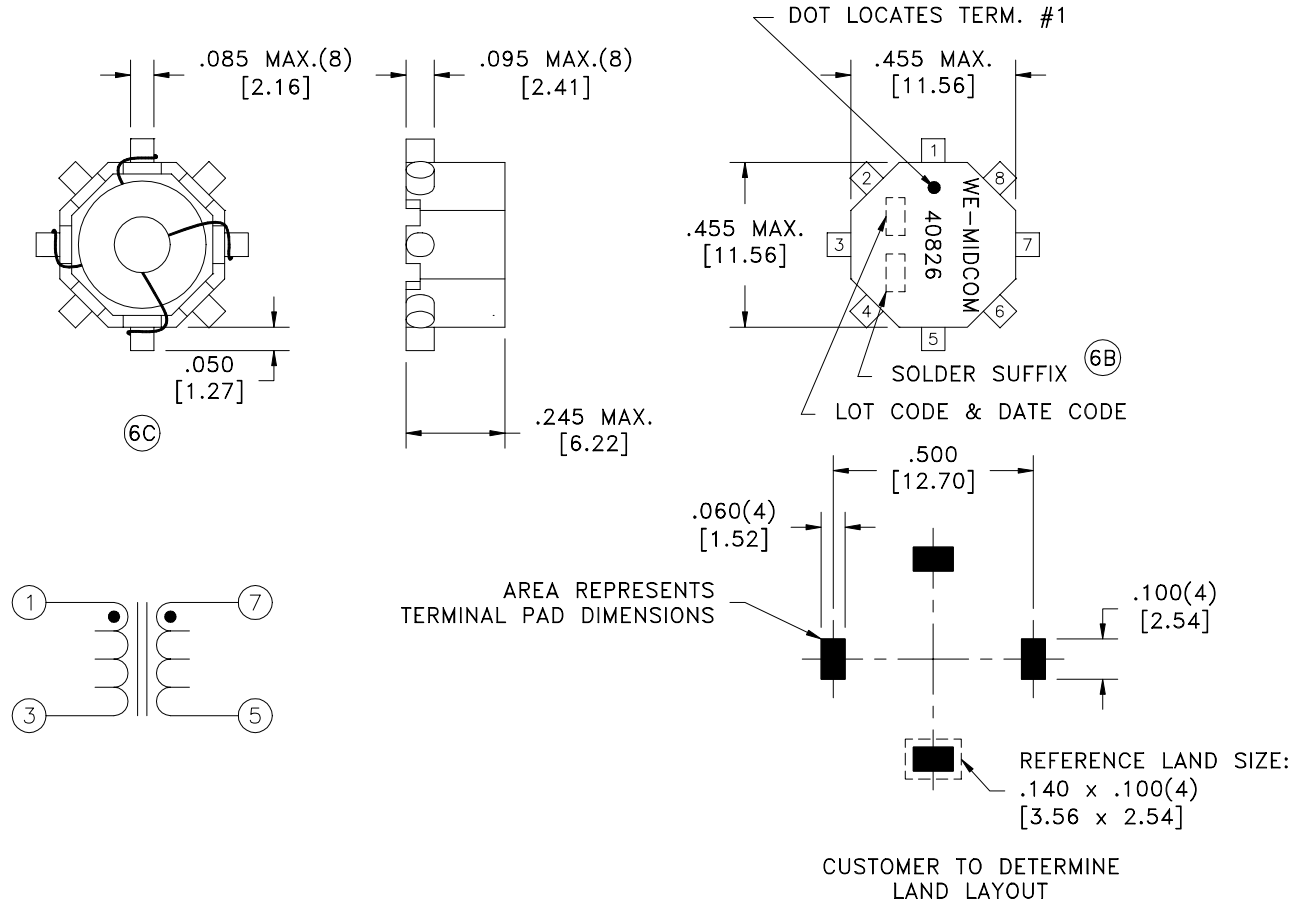 DOT LOCATES TERM. #1
.085 MAX.(8)
[2.16]
.095 MAX.(8)
[2.41]
.455 MAX.
[11.56]
1
2
8
3
7
4
6
5
WE-MIDCOM
40826
.455 MAX.
[11.56]
.050
[1.27]
6C
.245 MAX.
[6.22]
SOLDER SUFFIX
6B
LOT CODE & DATE CODE
.500
[12.70]
.060(4)
[1.52]
AREA REPRESENTS
TERMINAL PAD DIMENSIONS
.100(4)
[2.54]
1
7
3
5
REFERENCE LAND SIZE:
.140 x .100(4)
[3.56 x 2.54]
CUSTOMER TO DETERMINE
LAND LAYOUT